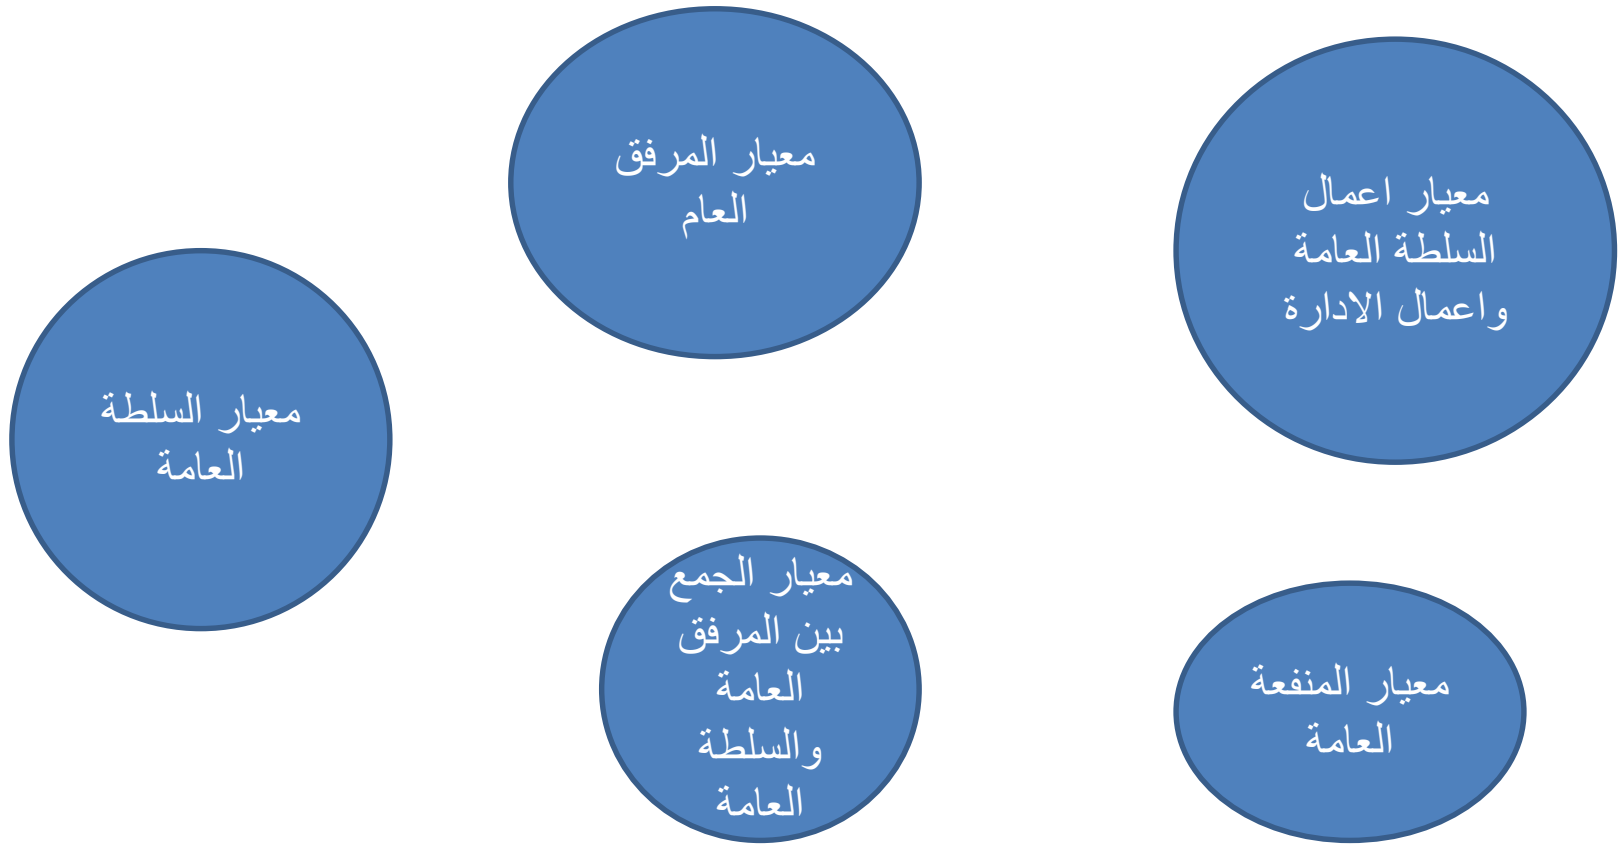 معيار اعمال
السلطة العامة
واعمال الادارة
معيار المرفق
العام
معيار السلطة
العامة
معيار المنفعة
العامة
معيار الجمع
بين المرفق
العامة
والسلطة
العامة